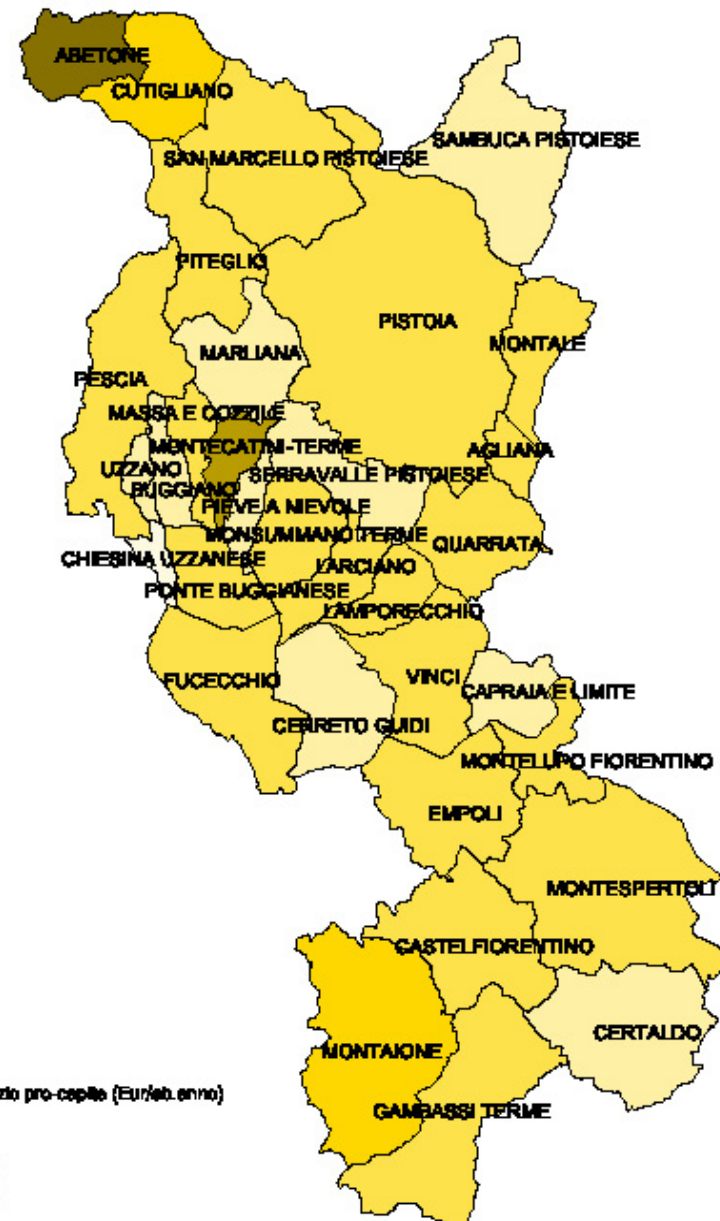 ABETONE
CUTIGLIANO
SAMBUCA PISTOIESE
SAN MARCELLO PISTOIESE
PITEGLIO
PISTOIA
MONTALE
MARLIANA
PESCIA
MASSA E COZZILE
MONTECATINI-TERME
AGLIANA
UZZANO
SERRAVALLE PISTOIESE
BUGGIANO
PIEVE A NIEVOLE
MONSUMMANO TERME
QUARRATA
CHIESINA UZZANESE
LARCIANO
PONTE BUGGIANESE
LAMPORECCHIO
FUCECCHIO
VINCI
CAPRAIA E LIMITE
CERRETO GUIDI
MONTELUPO FIORENTINO
EMPOLI
MONTESPERTOLI
CASTELFIORENTINO
CERTALDO
MONTAIONE
pro-capite (Eur/ab.anno)
GAMBASSI TERME